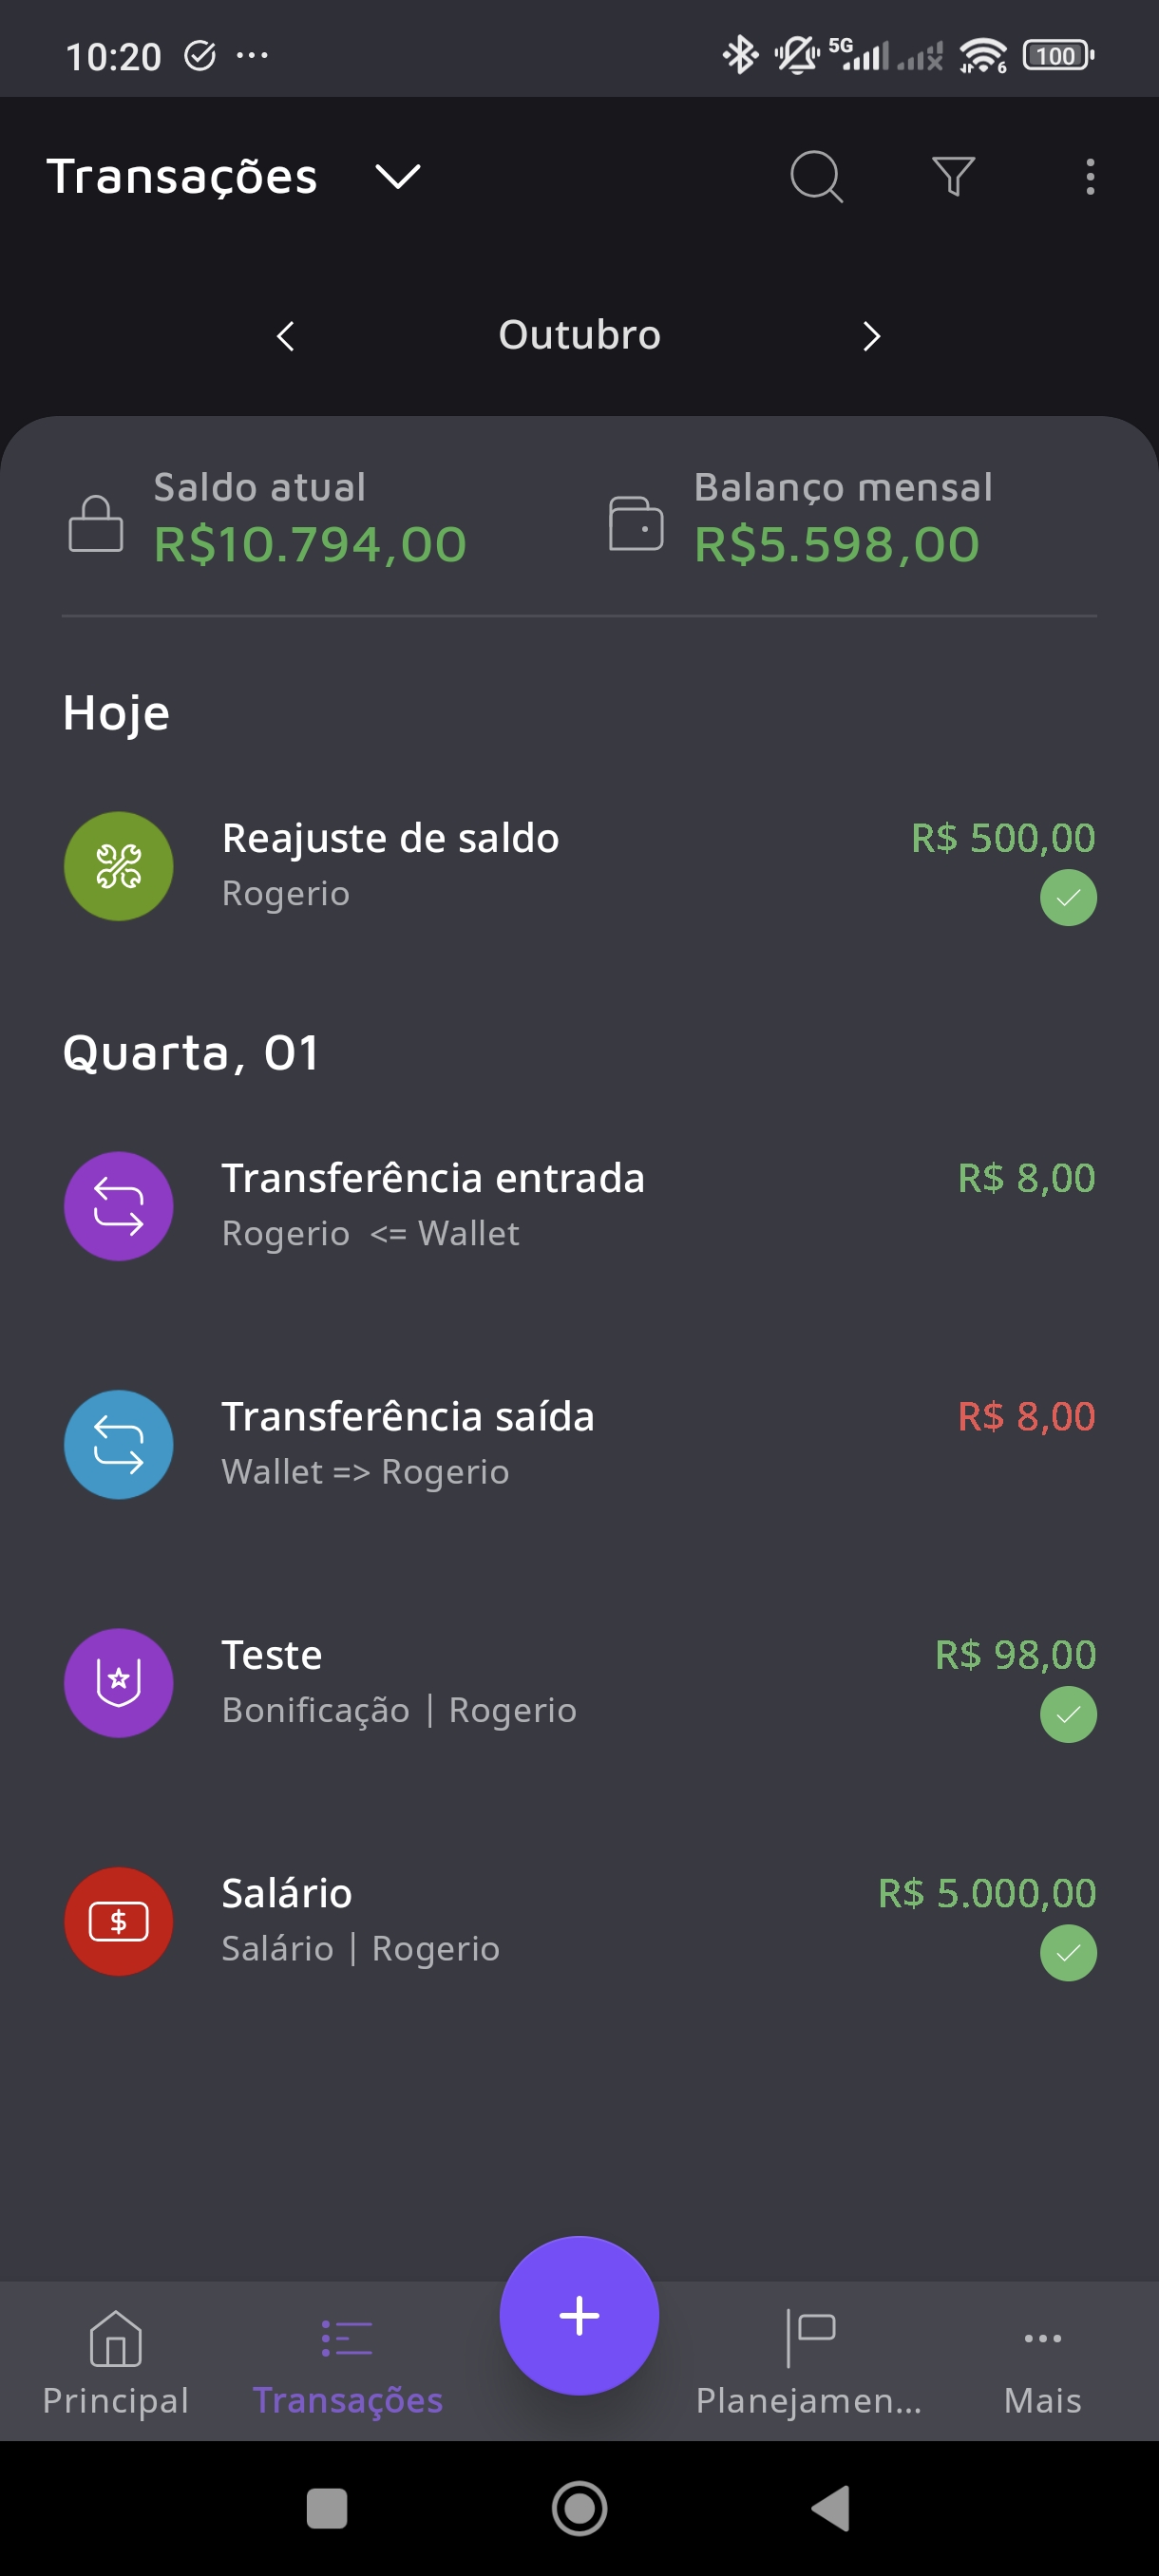 10:20
5G
6
100
Transações
Outubro
Saldo atual
R$10.794,00
Balanço mensal
R$5.598,00
Hoje
Reajuste de saldo
R$ 500,00
Rogerio
Quarta, 01
Transferência entrada
R$ 8,00
Rogerio <= Wallet
Transferência saída
R$ 8,00
Wallet => Rogerio
Teste
R$ 98,00
Bonificação | Rogerio
Salário
R$ 5.000,00
Salário | Rogerio
Principal
Transações
Planejamen...
Mais